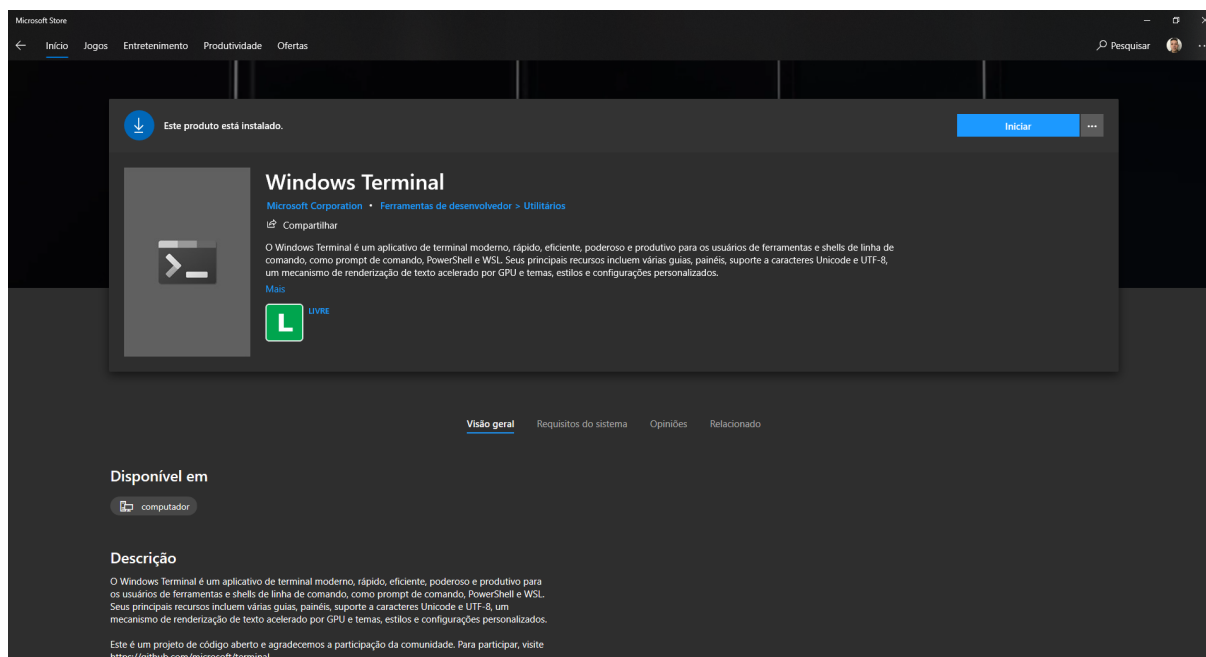 Microsoft Store
Início Jogos Entretenimento Produtividade Ofertas Pesquisar
Este produto está instalado.
Iniciar
Windows Terminal
Microsoft Corporation • Ferramentas de desenvolvedor > Utilitários
Compartilhar
O Windows Terminal é um aplicativo de terminal moderno, rápido, eficiente, poderoso e produtivo para os usuários de ferramentas e shells de linha de
comando, como prompt de comando, PowerShell e WSL. Seus principais recursos incluem várias guias, painéis, suporte a caracteres Unicode e UTF-8,
um mecanismo de renderização de texto acelerado por GPU e temas, estilos e configurações personalizados.
Mais
L LIVRE
Visão geral Requisitos do sistema Opiniões Relacionado
Disponível em
computador
Descrição
O Windows Terminal é um aplicativo de terminal moderno, rápido, eficiente, poderoso e produtivo para
os usuários de ferramentas e shells de linha de comando, como prompt de comando, PowerShell e WSL.
Seus principais recursos incluem várias guias, painéis, suporte a caracteres Unicode e UTF-8, um
mecanismo de renderização de texto acelerado por GPU e temas, estilos e configurações personalizados.
Este é um projeto de código aberto e agradecemos a participação da comunidade. Para participar, visite
https://github.com/microsoft/terminal